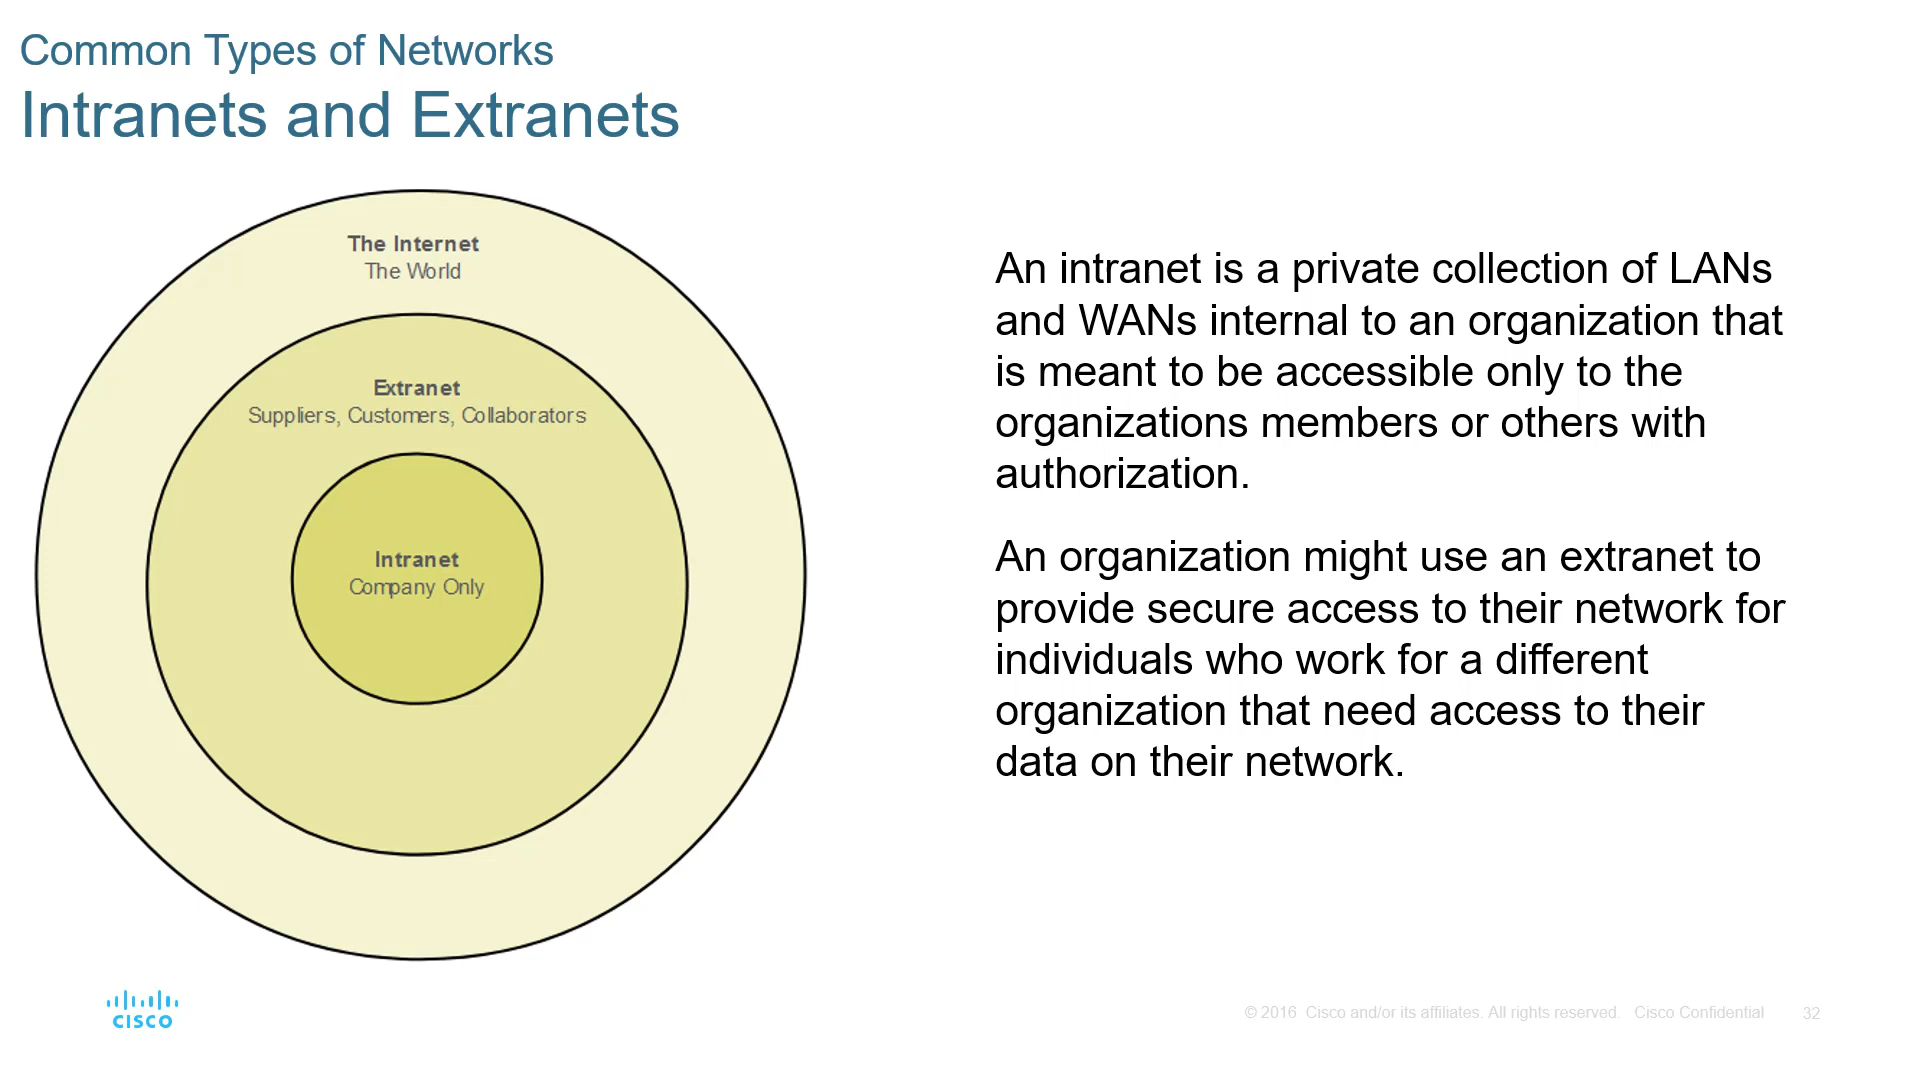 Common Types of Networks
Intranets and Extranets
The Internet
The World
Extranet
Suppliers, Customers, Collaborators
Intranet
Company Only
An intranet is a private collection of LANs
and WANs internal to an organization that
is meant to be accessible only to the
organizations members or others with
authorization.
An organization might use an extranet to
provide secure access to their network for
individuals who work for a different
organization that need access to their
data on their network.
CISCO
© 2016 Cisco and/or its affiliates. All rights reserved. Cisco Confidential 32